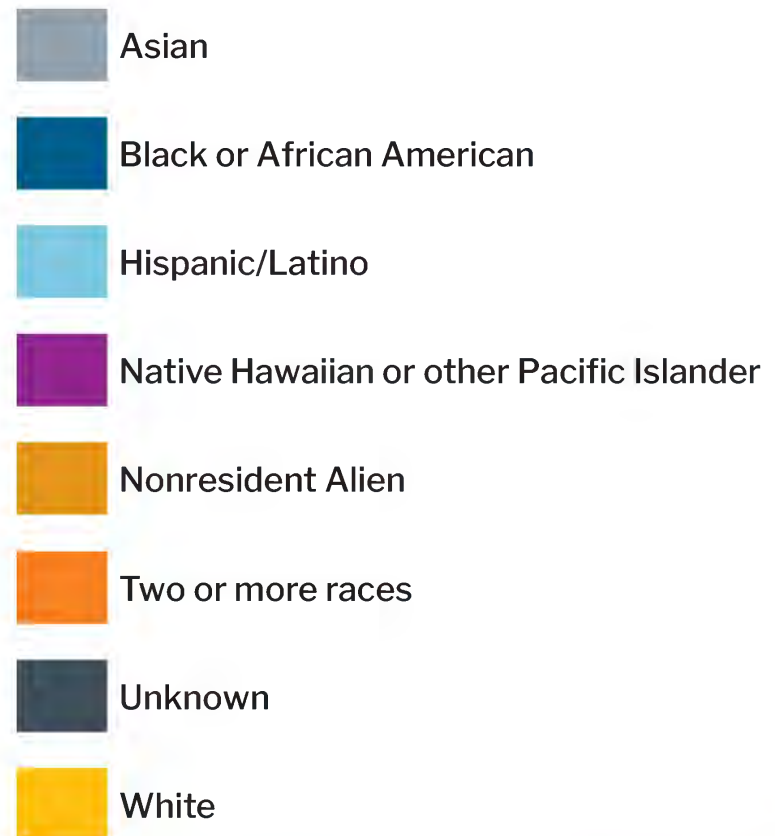 Asian
Black or African American
Hispanic/Latino
Native Hawaiian or other Pacific Islander
Nonresident Alien
Two or more races
Unknown
White